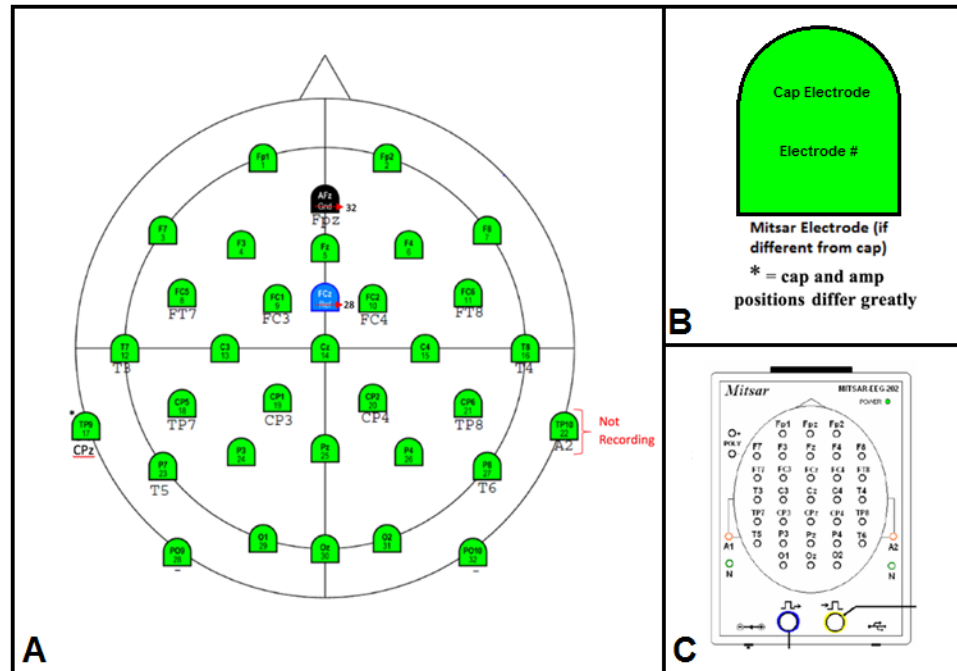 Fp1
1
Fp2
2
AFz
Grd
32
Fpz
F7
3
F3
4
Fz
5
F4
6
F8
7
FC5
8
FT7
FC1
9
FC3
FCz
28
FC2
10
FC4
FC6
11
FT8
T7
12
T3
C3
13
Cz
14
C4
15
T8
16
T4
*
TP9
17
CPz
CP5
18
TP7
CP1
19
CP3
CP2
20
CP4
CP6
21
TP8
TP10
22
A2
Not
Recording
P7
23
T5
P3
24
Pz
25
P4
26
P8
27
T6
PO9
28
-
O1
29
Oz
30
O2
31
PO10
32
-
A
Cap Electrode
Electrode #
Mitsar Electrode (if
different from cap)
* = cap and amp
positions differ greatly
B
Mitsar
MITSAR-EEG-202
POWER
+
POLY
-
Fp1 Fpz Fp2
F7 F3 Fz F4 F8
FT7 FC3 FCz FC4 FT8
T3 C3 Cz C4 T4
TP7 CP3 CPz CP4 TP8
T5 P3 Pz P4 T6
A1 A2
O1 Oz O2
N N
C